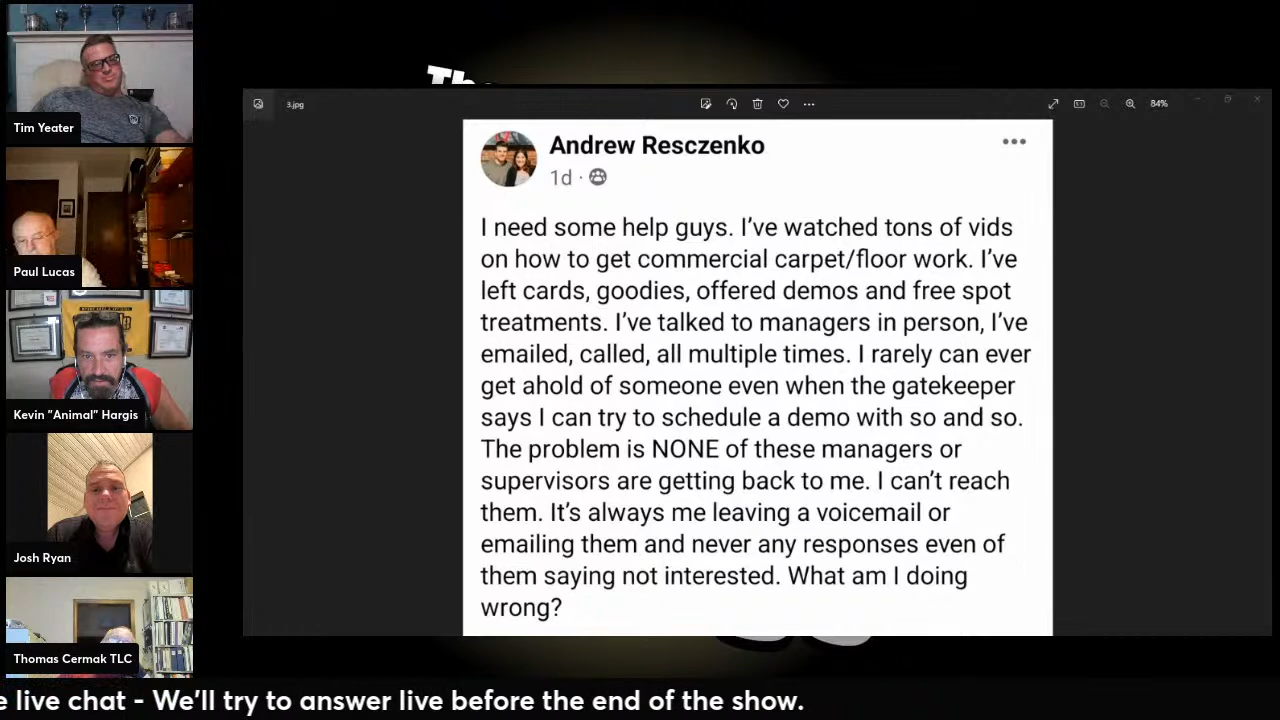 Tim Yeater
Paul Lucas
Kevin "Animal" Hargis
Josh Ryan
Thomas Cermak TLC
The
3.jpg
84%
Andrew Resczenko
1d ·
I need some help guys. I've watched tons of vids
on how to get commercial carpet/floor work. I've
left cards, goodies, offered demos and free spot
treatments. I've talked to managers in person, I've
emailed, called, all multiple times. I rarely can ever
get ahold of someone even when the gatekeeper
says I can try to schedule a demo with so and so.
The problem is NONE of these managers or
supervisors are getting back to me. I can't reach
them. It's always me leaving a voicemail or
emailing them and never any responses even of
them saying not interested. What am I doing
wrong?
e live chat - We'll try to answer live before the end of the show.